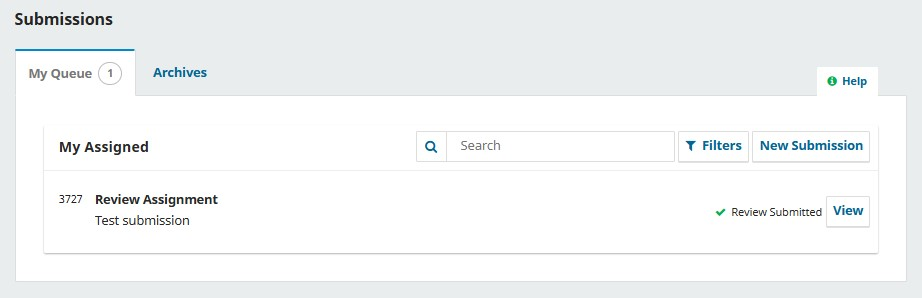 Submissions
My Queue 1 Archives
Help
My Assigned Search Filters New Submission
3727 Review Assignment
Test submission
Review Submitted View